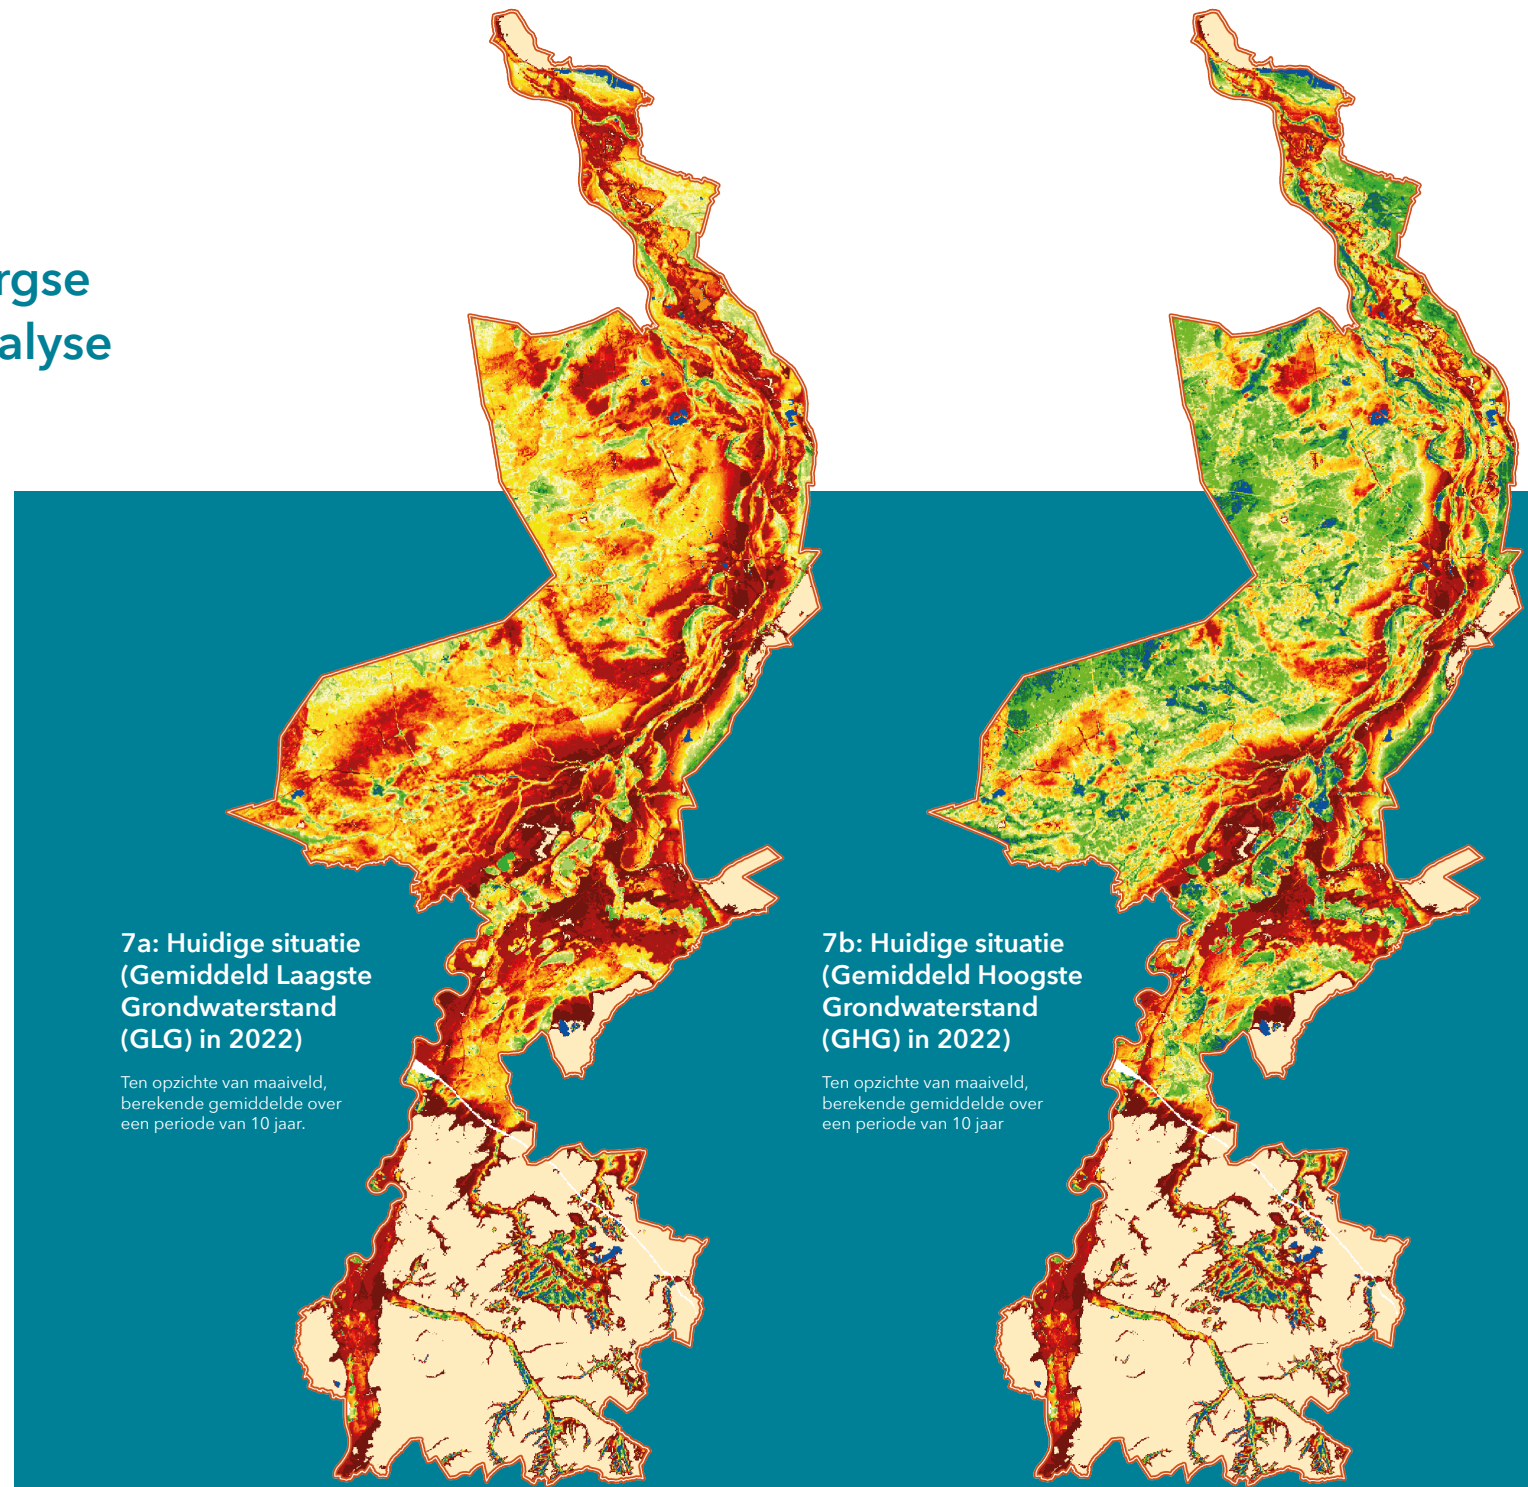 rgse
alyse
7a: Huidige situatie
(Gemiddeld Laagste
Grondwaterstand
(GLG) in 2022)
Ten opzichte van maaiveld,
berekende gemiddelde over
een periode van 10 jaar.
7b: Huidige situatie
(Gemiddeld Hoogste
Grondwaterstand
(GHG) in 2022)
Ten opzichte van maaiveld,
berekende gemiddelde over
een periode van 10 jaar